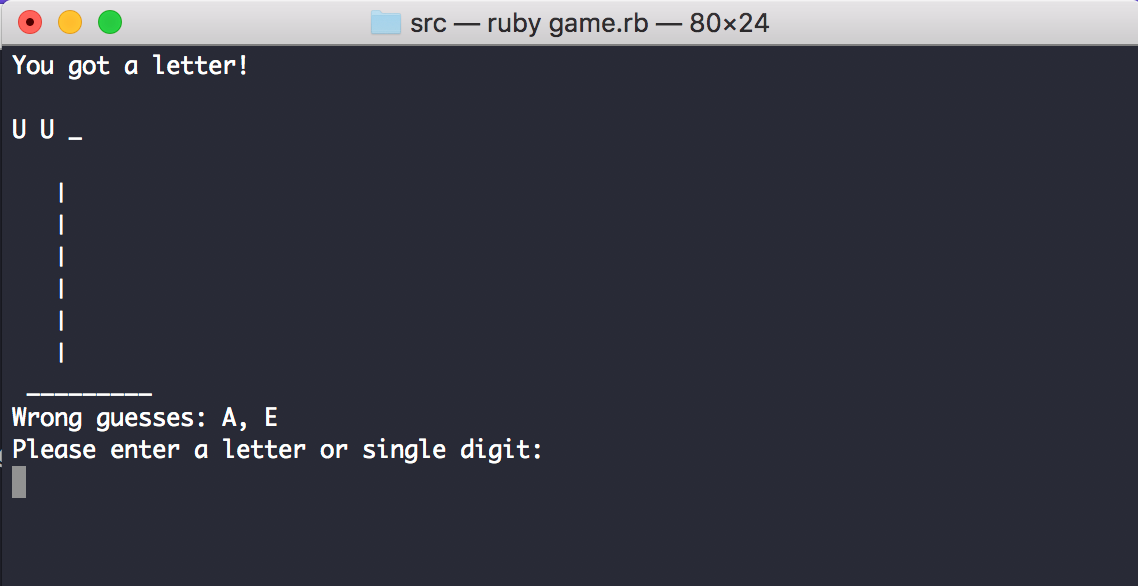 src — ruby game.rb — 80×24
You got a letter!
U U _
|
|
|
|
|
|
_________
Wrong guesses: A, E
Please enter a letter or single digit: